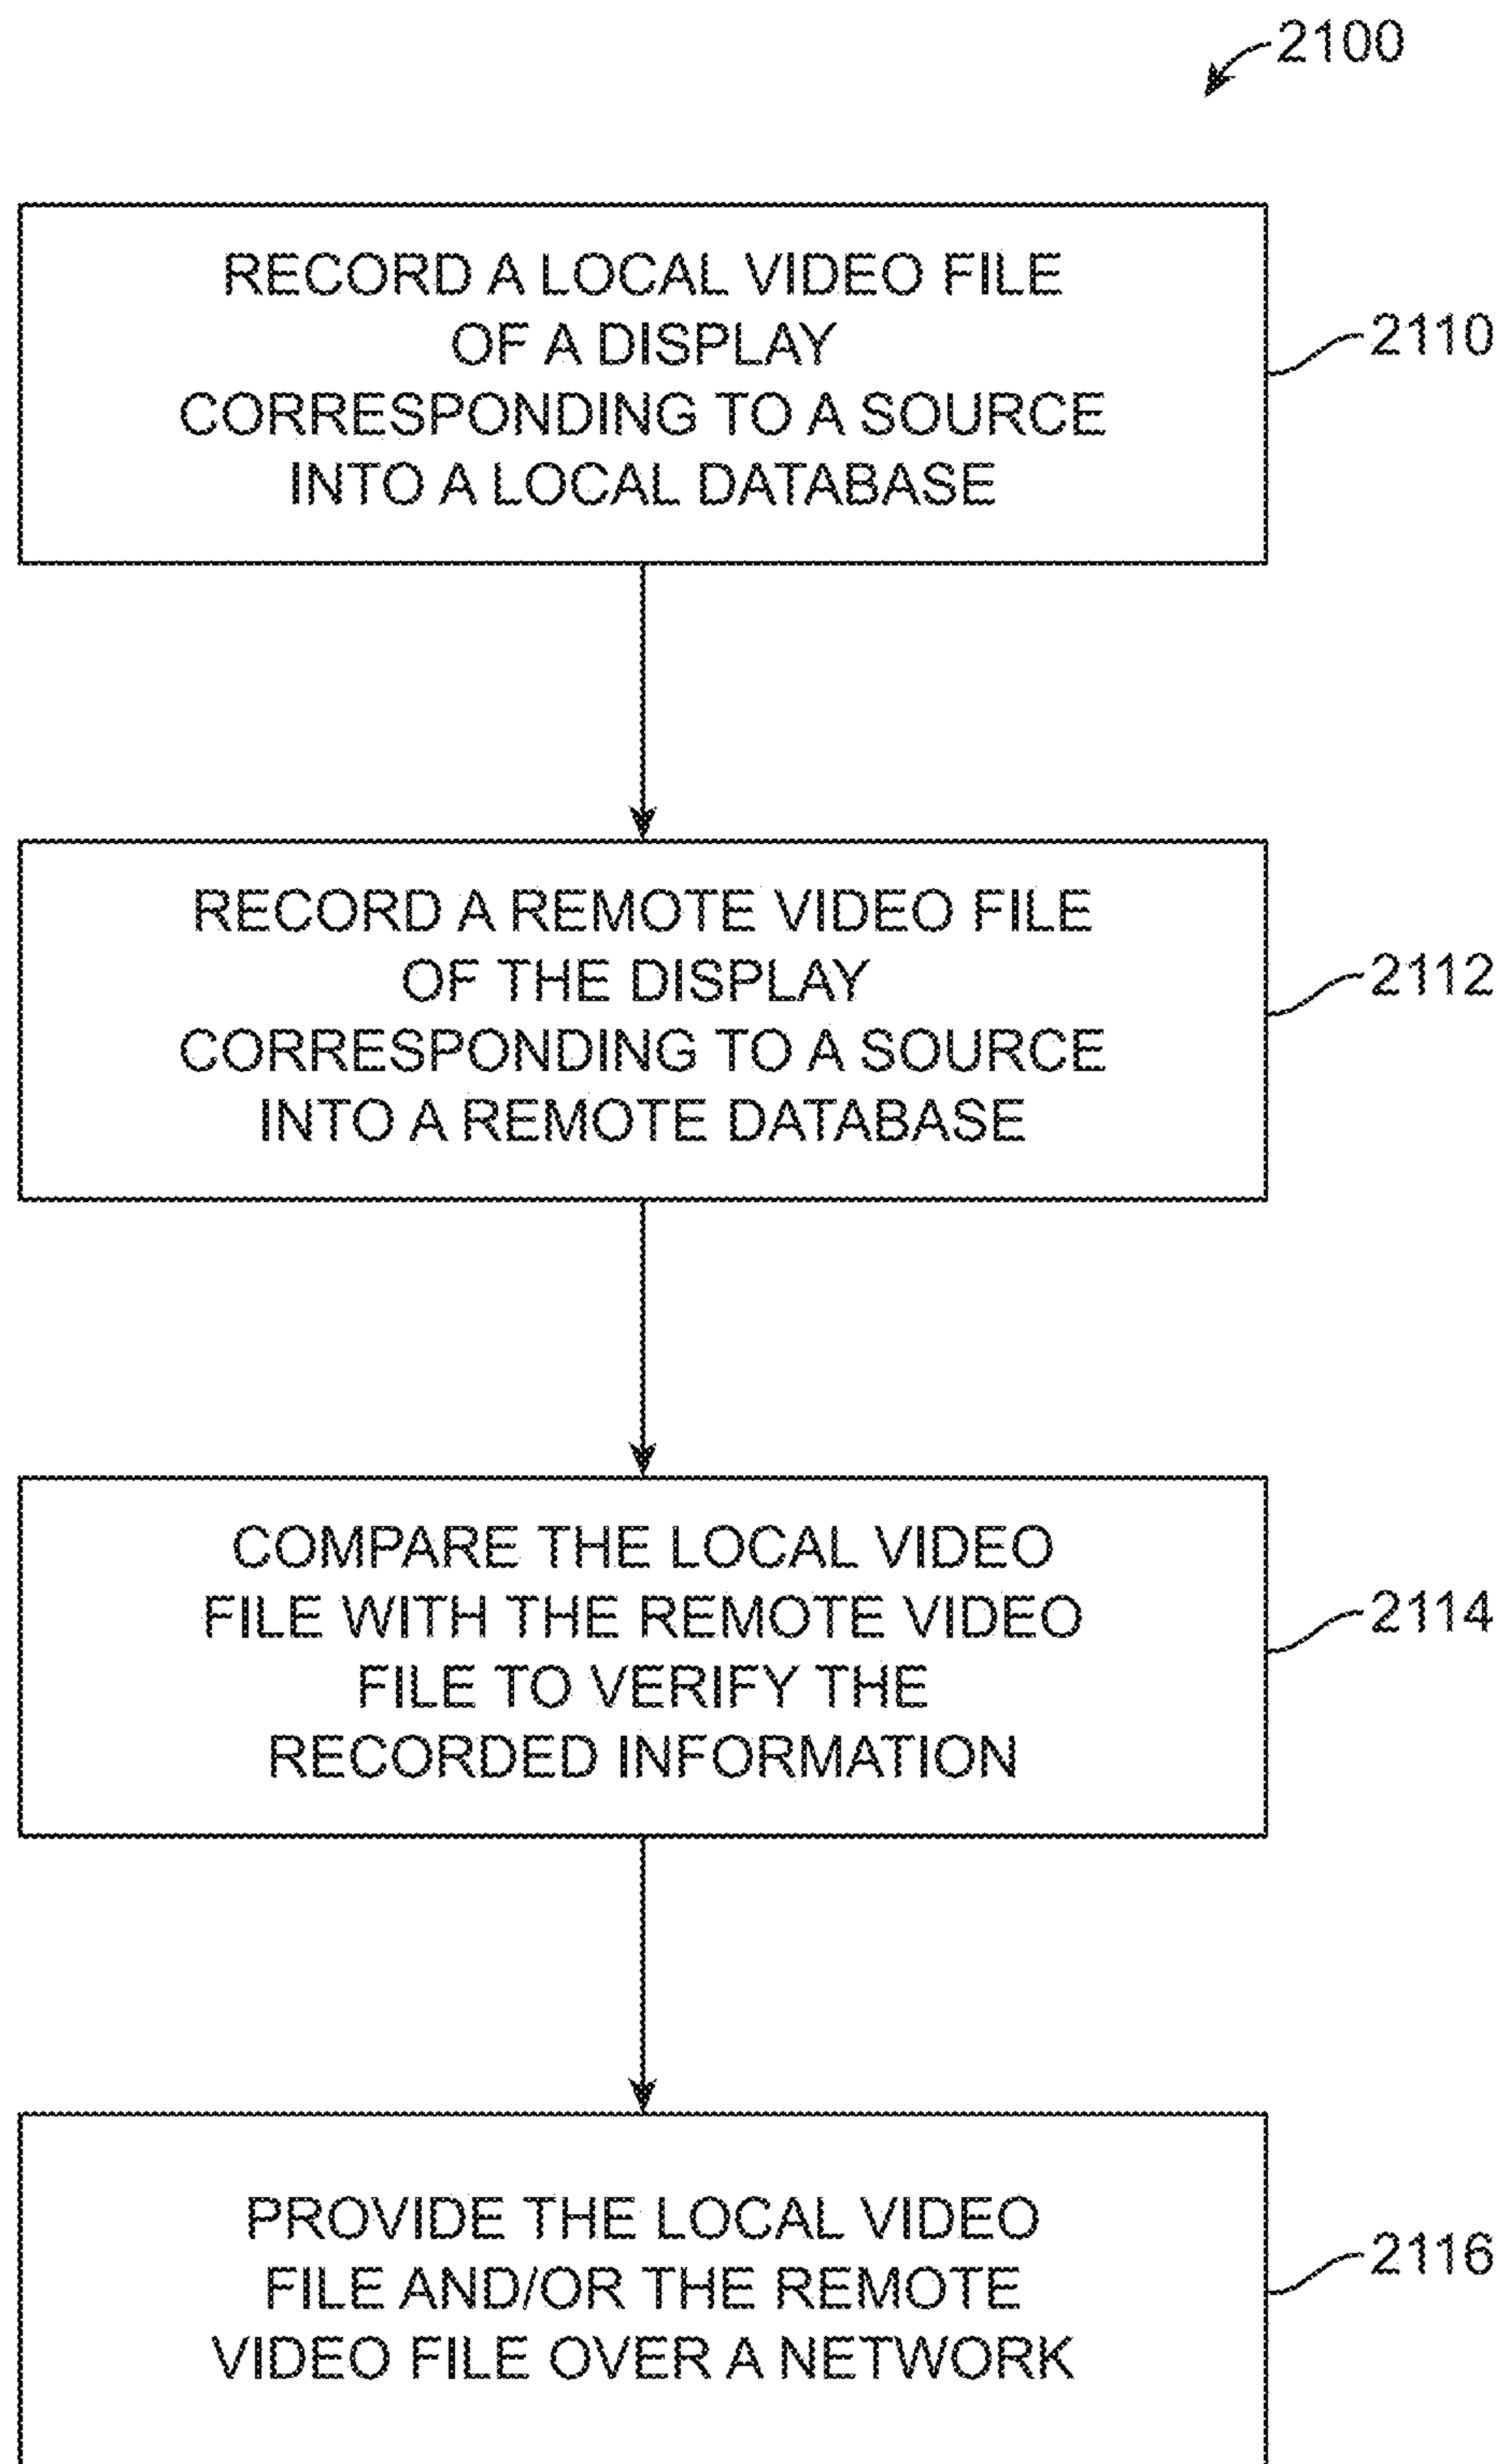 2100
RECORD A LOCAL VIDEO FILE
OF A DISPLAY
CORRESPONDING TO A SOURCE
INTO A LOCAL DATABASE
2110
RECORD A REMOTE VIDEO FILE
OF THE DISPLAY
CORRESPONDING TO A SOURCE
INTO A REMOTE DATABASE
2112
COMPARE THE LOCAL VIDEO
FILE WITH THE REMOTE VIDEO
FILE TO VERIFY THE
RECORDED INFORMATION
2114
PROVIDE THE LOCAL VIDEO
FILE AND/OR THE REMOTE
VIDEO FILE OVER A NETWORK
2116